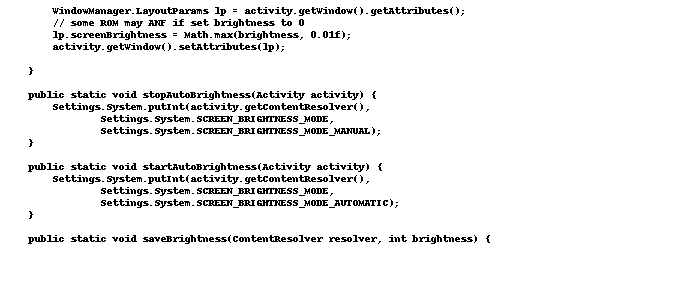 WindowManager.LayoutParams lp = activity.getWindow().getAttributes();
// some ROM may ANF if set brightness to 0
lp.screenBrightness = Math.max(brightness, 0.01f);
activity.getWindow().setAttributes(lp);
}
public static void stopAutoBrightness(Activity activity) {
Settings.System.putInt(activity.getContentResolver(),
Settings.System.SCREEN_BRIGHTNESS_MODE,
Settings.System.SCREEN_BRIGHTNESS_MODE_MANUAL);
}
public static void startAutoBrightness(Activity activity) {
Settings.System.putInt(activity.getContentResolver(),
Settings.System.SCREEN_BRIGHTNESS_MODE,
Settings.System.SCREEN_BRIGHTNESS_MODE_AUTOMATIC);
}
public static void saveBrightness(ContentResolver resolver, int brightness) {